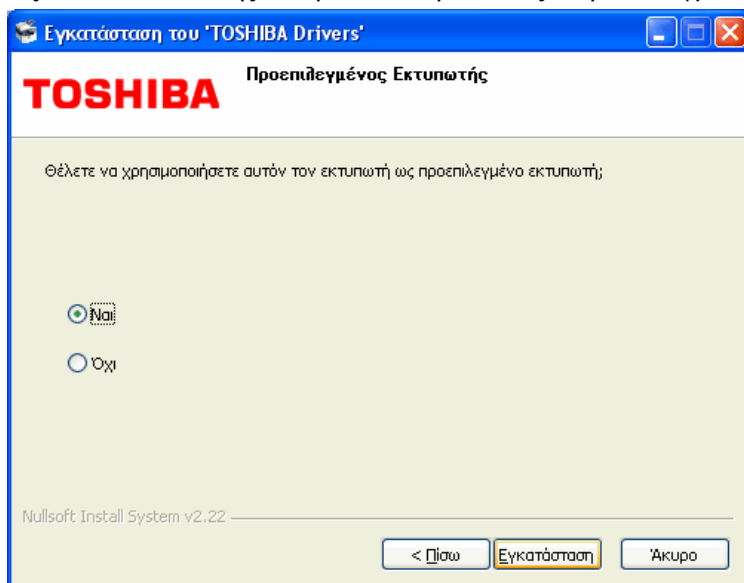 Εγκατάσταση του 'TOSHIBA Drivers'
TOSHIBA
Προεπιλεγμένος Εκτυπωτής
Θέλετε να χρησιμοποιήσετε αυτόν τον εκτυπωτή ως προεπιλεγμένο εκτυπωτή;
Ναι
Όχι
Nullsoft Install System v2.22
< Πίσω
Εγκατάσταση
Άκυρο